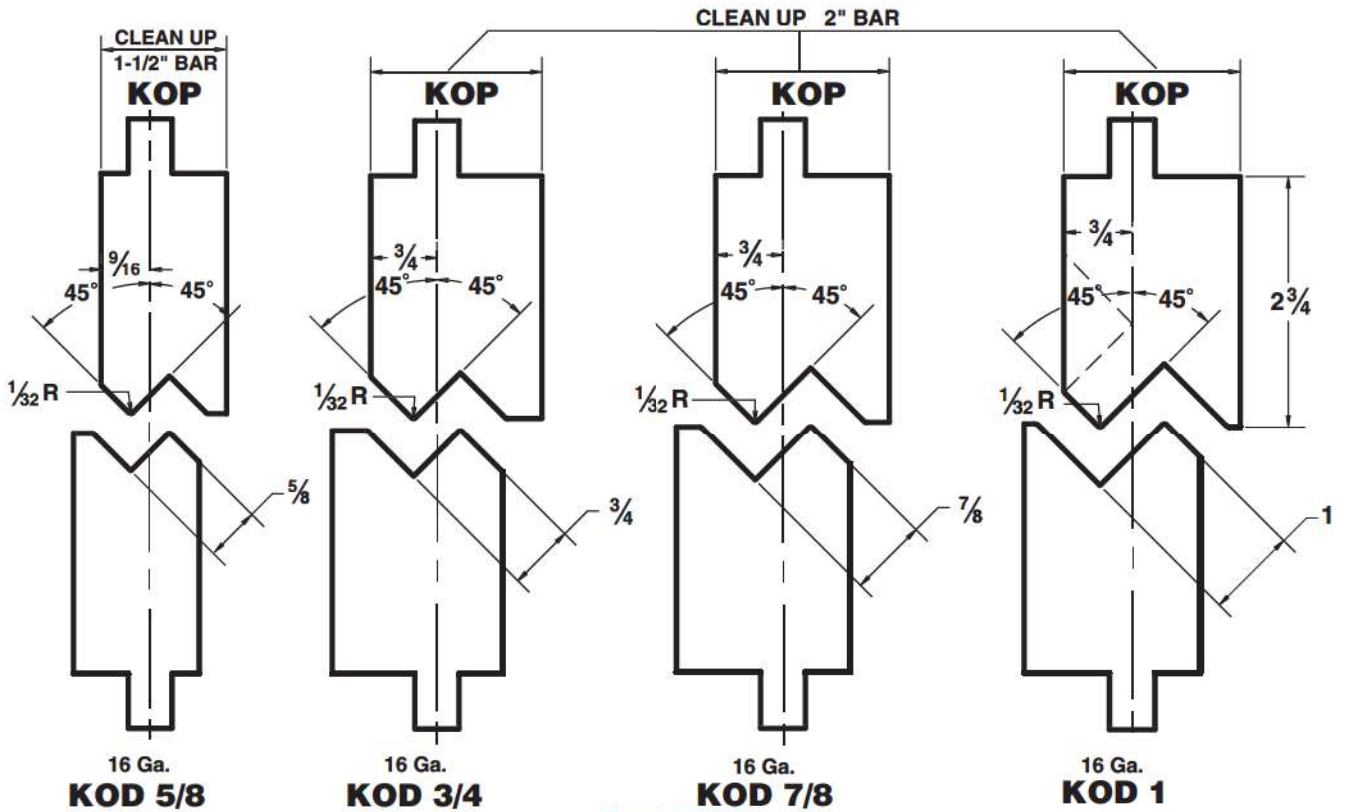 CLEAN UP 2" BAR
CLEAN UP
1-1/2" BAR
KOP
KOP
KOP
KOP
9/16
45° 45°
1/32 R
5/8
3/4
45° 45°
1/32 R
3/4
3/4
45° 45°
1/32 R
7/8
3/4
45° 45°
1/32 R
2 3/4
1
16 Ga.
KOD 5/8
16 Ga.
KOD 3/4
16 Ga.
KOD 7/8
16 Ga.
KOD 1